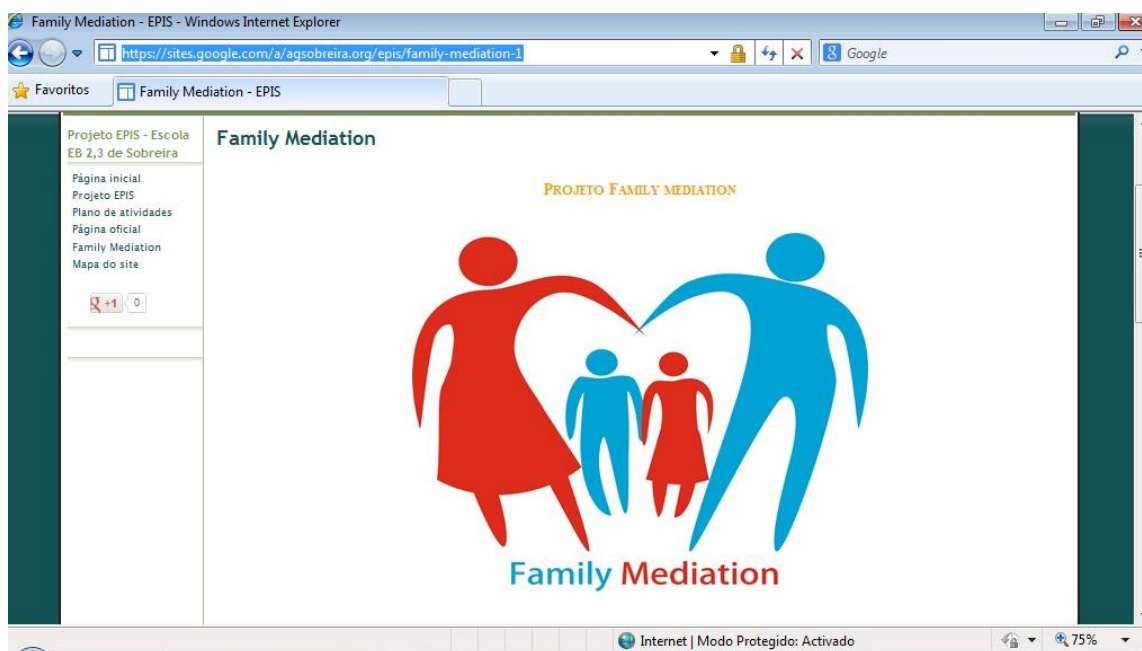 Family Mediation - EPIS - Windows Internet Explorer
https://sites.google.com/a/agsobreira.org/epis/family-mediation-1
Google
Favoritos
Family Mediation - EPIS
Projeto EPIS - Escola
EB 2,3 de Sobreira
Página inicial
Projeto EPIS
Plano de atividades
Página oficial
Family Mediation
Mapa do site
+1 0
Family Mediation
PROJETO FAMILY MEDIATION
Family Mediation
Internet | Modo Protegido: Activado
75%